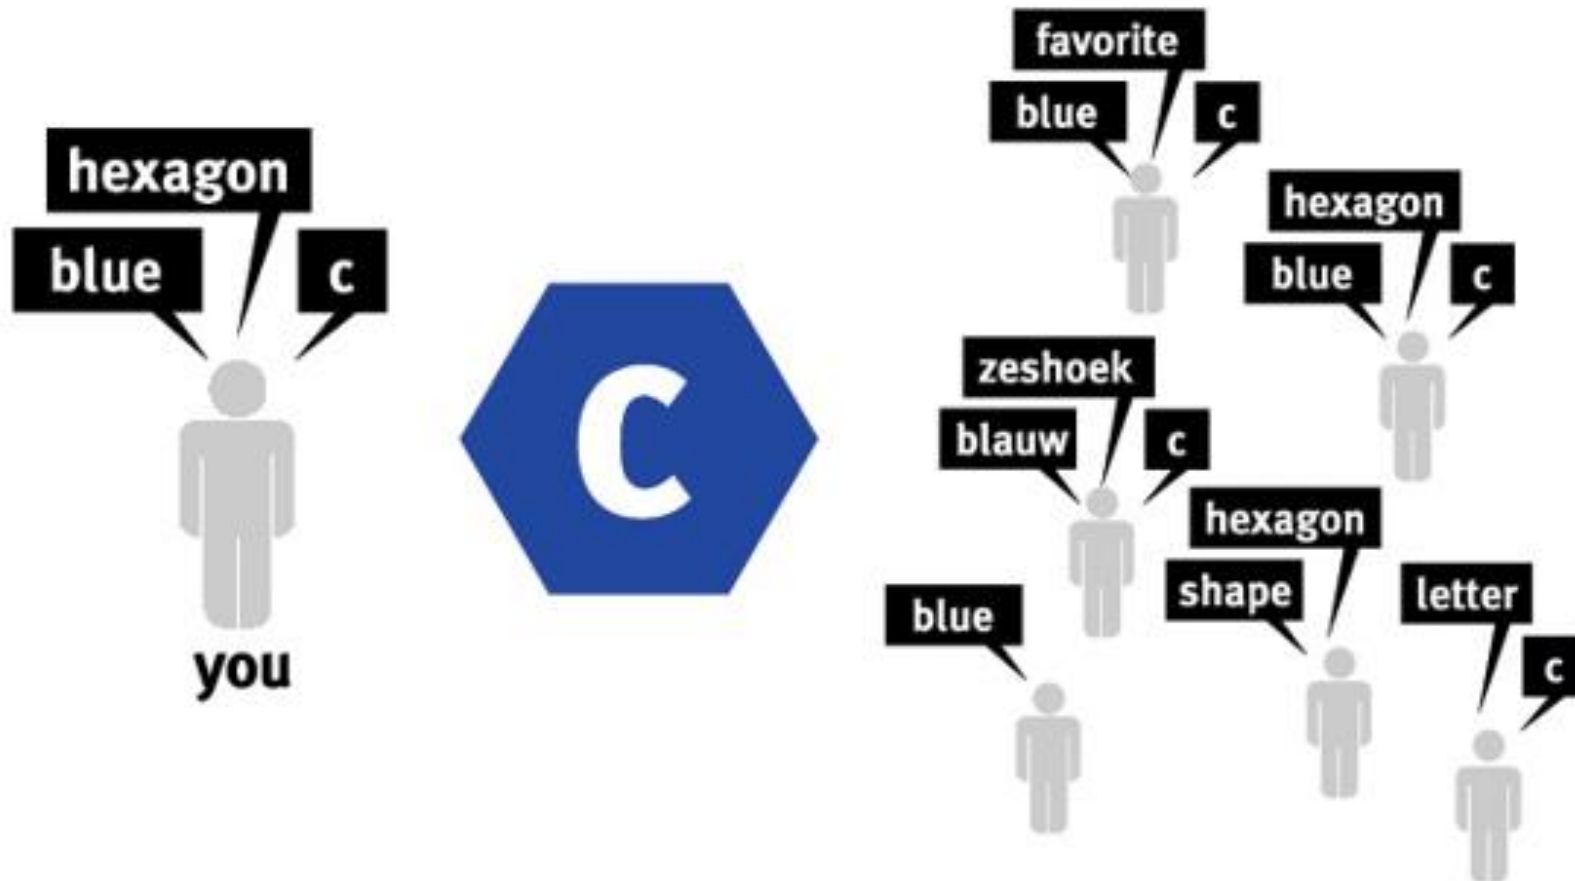 hexagon
blue
c
you
C
favorite
blue
c
hexagon
blue
c
zeshoek
blauw
c
hexagon
shape
blue
letter
c